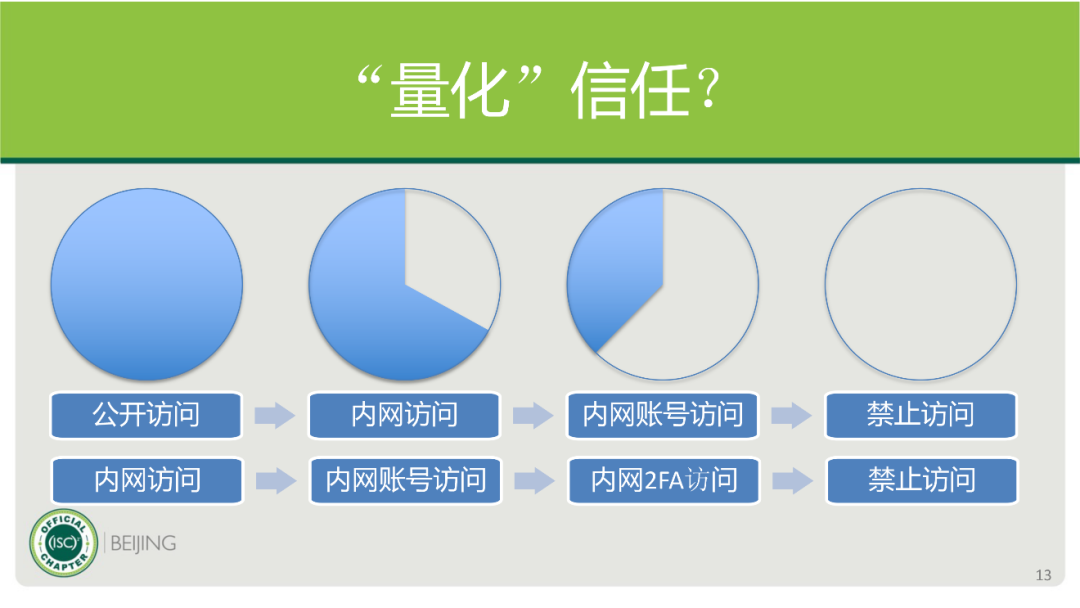 “量化”信任？
公开访问
内网访问
内网账号访问
禁止访问
内网访问
内网账号访问
内网2FA访问
禁止访问
OFFICIAL
(ISC)²
CHAPTER
BEIJING
13